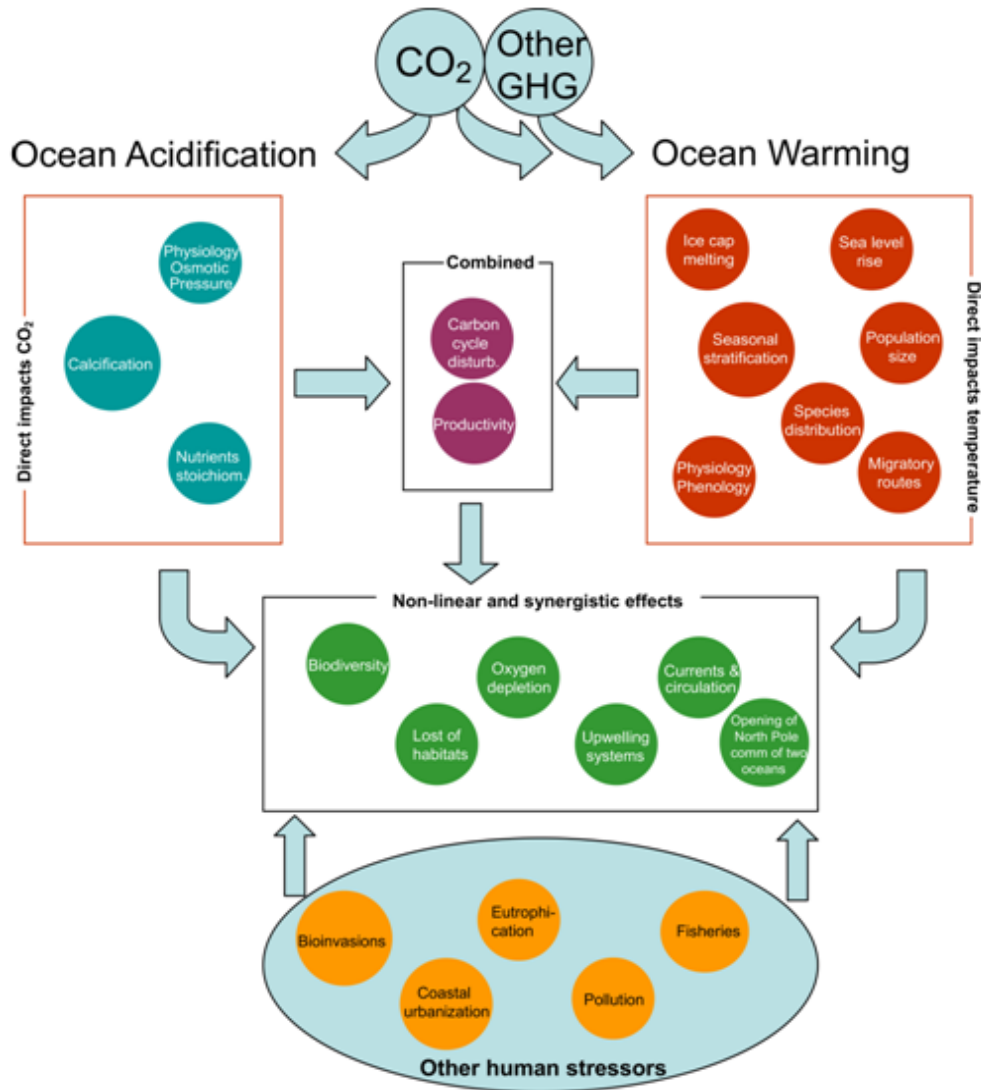 CO₂
Other
GHG
Ocean Acidification
Ocean Warming
Direct impacts CO₂
Physiology
Osmotic
Pressure
Calcification
Nutrients
stoichiom.
Combined
Carbon
cycle
disturb.
Productivity
Ice cap
melting
Sea level
rise
Seasonal
stratification
Population
size
Species
distribution
Physiology
Phenology
Migratory
routes
Direct impacts temperature
Non-linear and synergistic effects
Biodiversity
Oxygen
depletion
Currents &
circulation
Lost of
habitats
Upwelling
systems
Opening of
North Pole
comm of two
oceans
Bioinvasions
Eutrophi-
cation
Fisheries
Coastal
urbanization
Pollution
Other human stressors